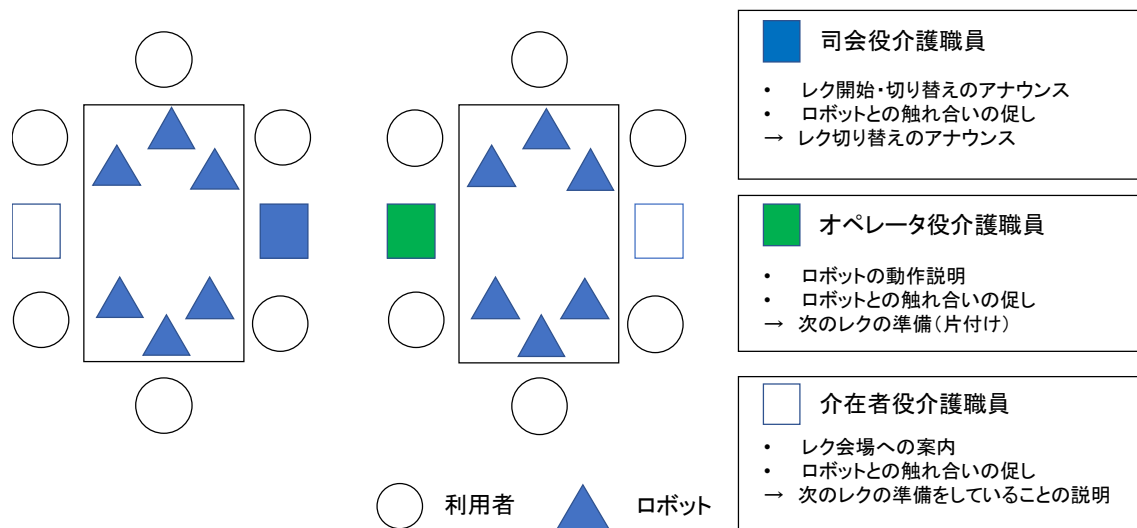 司会役介護職員
• レク開始・切り替えのアナウンス
• ロボットとの触れ合いの促し
→ レク切り替えのアナウンス
オペレータ役介護職員
• ロボットの動作説明
• ロボットとの触れ合いの促し
→ 次のレクの準備(片付け)
介在者役介護職員
• レク会場への案内
• ロボットとの触れ合いの促し
→ 次のレクの準備をしていることの説明
利用者
ロボット